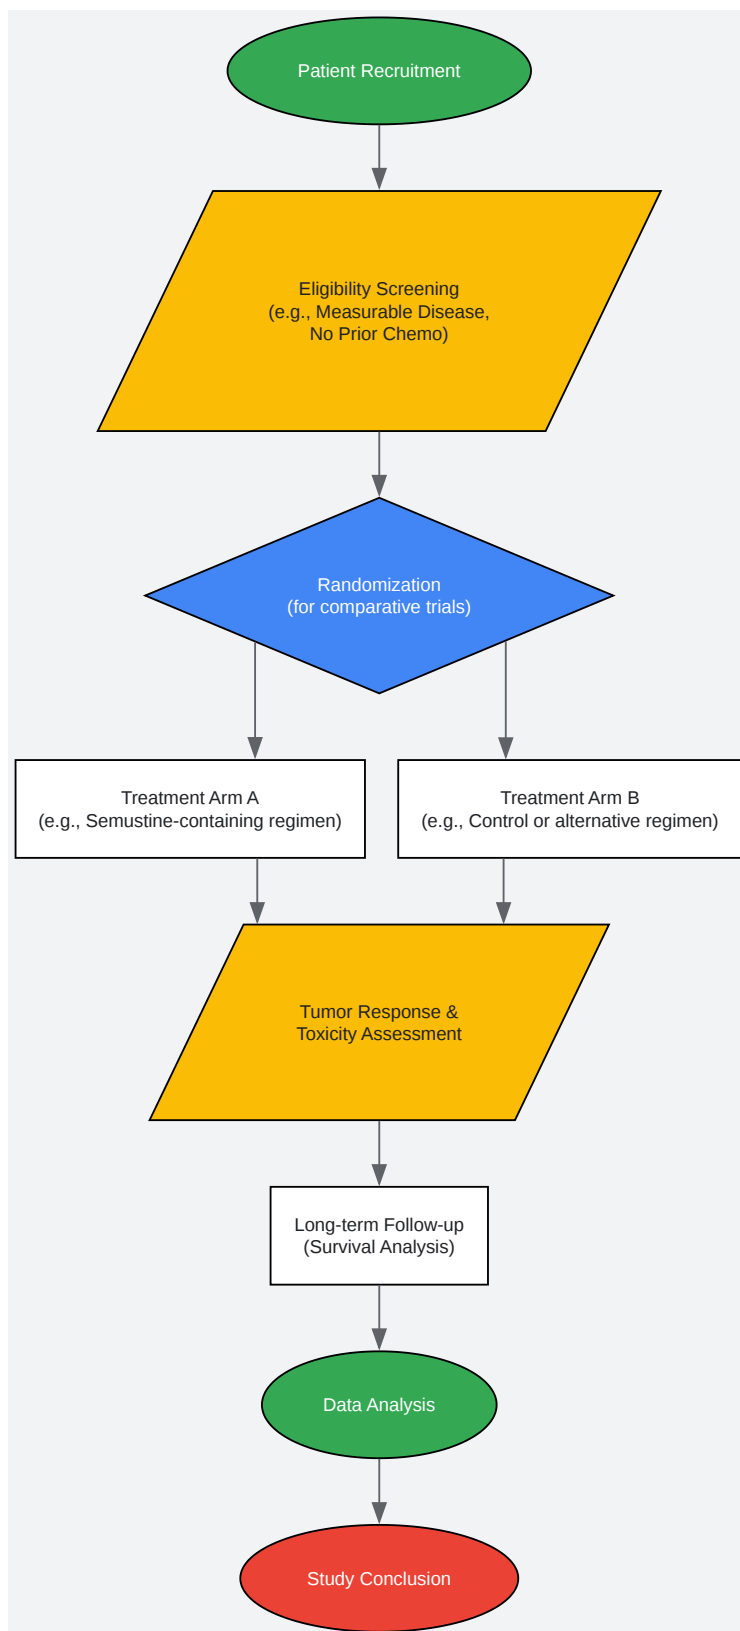 Patient Recruitment
Eligibility Screening
(e.g., Measurable Disease,
No Prior Chemo)
Randomization
(for comparative trials)
Treatment Arm A
(e.g., Semustine-containing regimen)
Treatment Arm B
(e.g., Control or alternative regimen)
Tumor Response &
Toxicity Assessment
Long-term Follow-up
(Survival Analysis)
Data Analysis
Study Conclusion